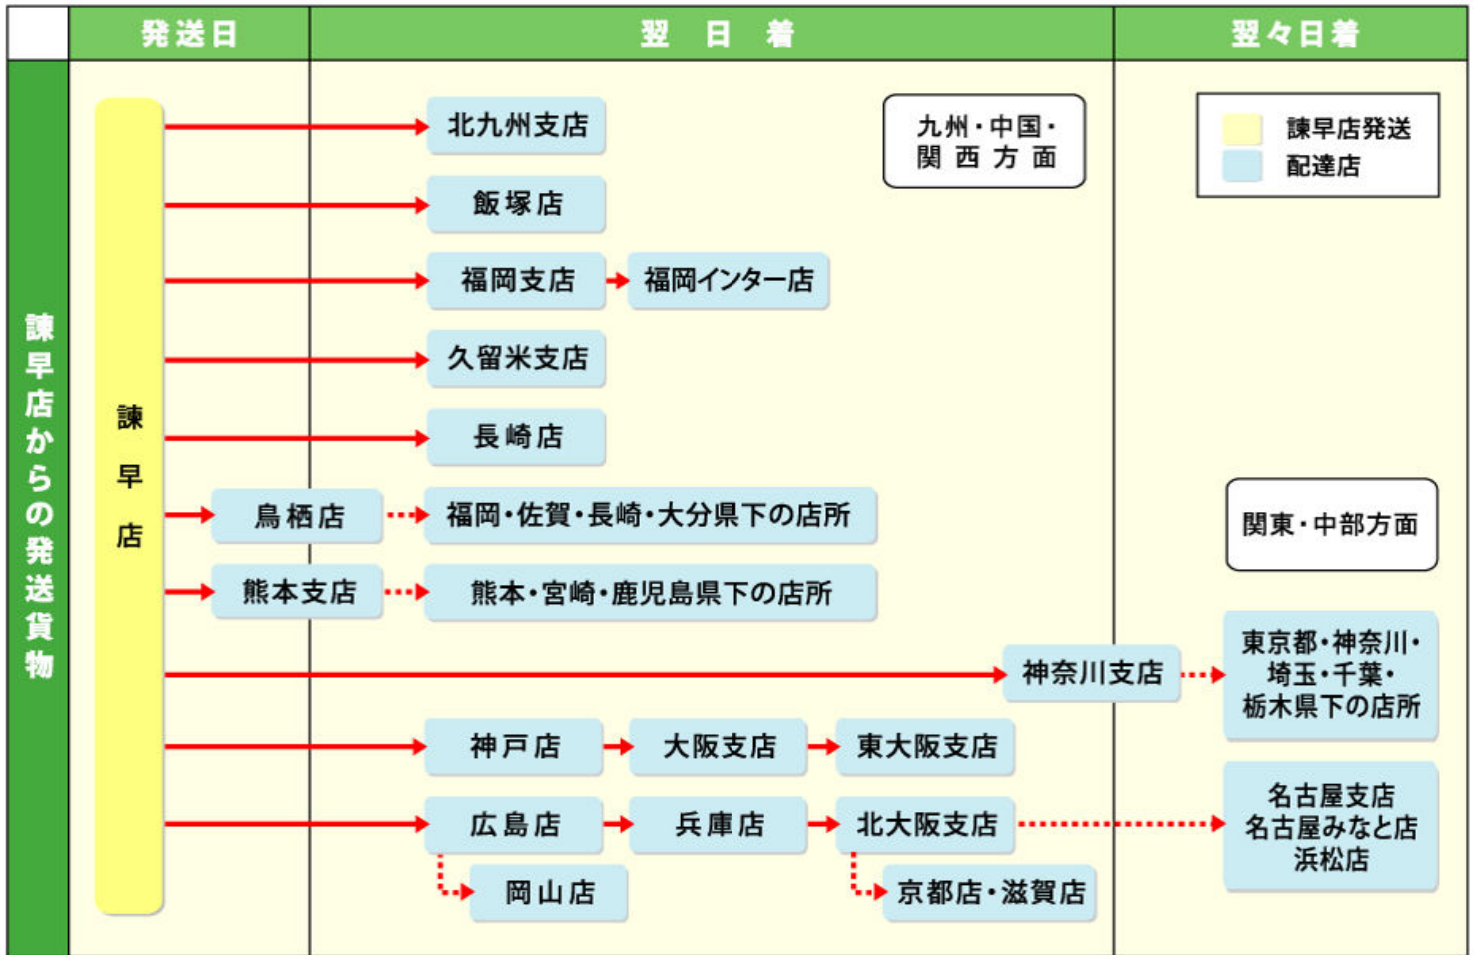 発送日
翌日着
翌々日着
諫早店からの発送貨物
諫早店
北九州支店
九州・中国・
関西方面
諫早店発送
配達店
飯塚店
福岡支店
福岡インター店
久留米支店
長崎店
鳥栖店
福岡・佐賀・長崎・大分県下の店所
関東・中部方面
熊本支店
熊本・宮崎・鹿児島県下の店所
神奈川支店
東京都・神奈川・
埼玉・千葉・
栃木県下の店所
神戸店
大阪支店
東大阪支店
広島店
兵庫店
北大阪支店
名古屋支店
名古屋みなと店
浜松店
岡山店
京都店・滋賀店